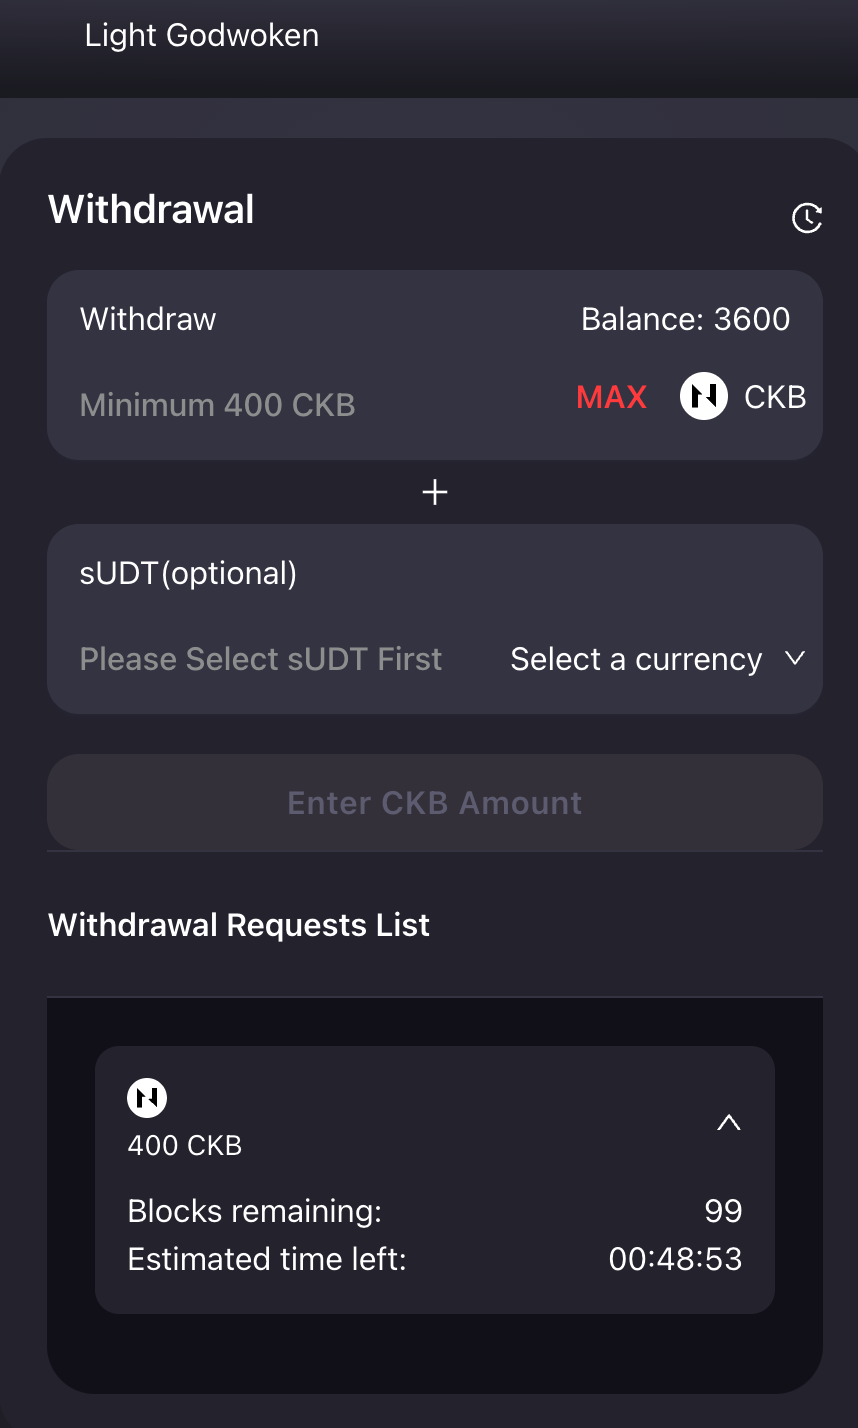 Light Godwoken
Withdrawal
Withdraw Balance: 3600
Minimum 400 CKB MAX CKB
+
sUDT(optional)
Please Select sUDT First Select a currency
Enter CKB Amount
Withdrawal Requests List
400 CKB
Blocks remaining: 99
Estimated time left: 00:48:53